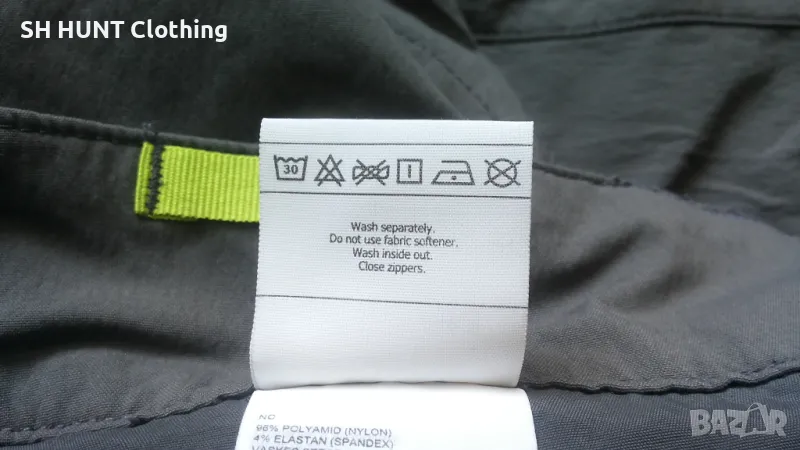 SH HUNT Clothing
30
Wash separately.
Do not use fabric softener.
Wash inside out.
Close zippers.
NO
96% POLYAMID (NYLON)
4% ELASTAN (SPANDEX)
BAZAR